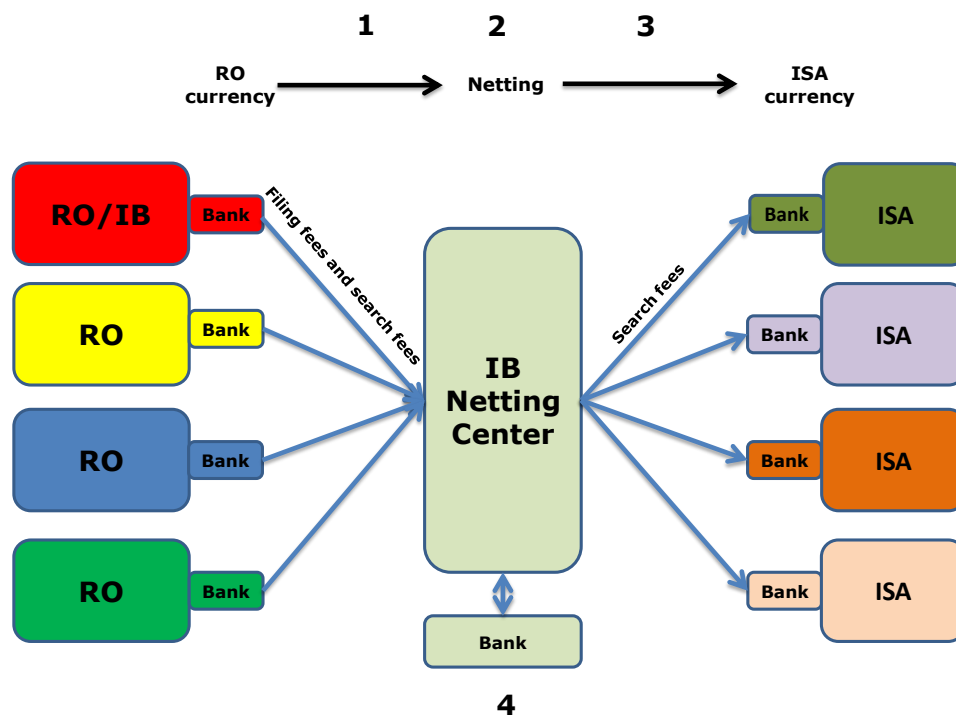 1
2
3
RO
currency
Netting
ISA
currency
RO/IB
Bank
Filing fees and search fees
Search fees
Bank
ISA
RO
Bank
IB
Netting
Center
Bank
ISA
RO
Bank
Bank
ISA
RO
Bank
Bank
ISA
Bank
4